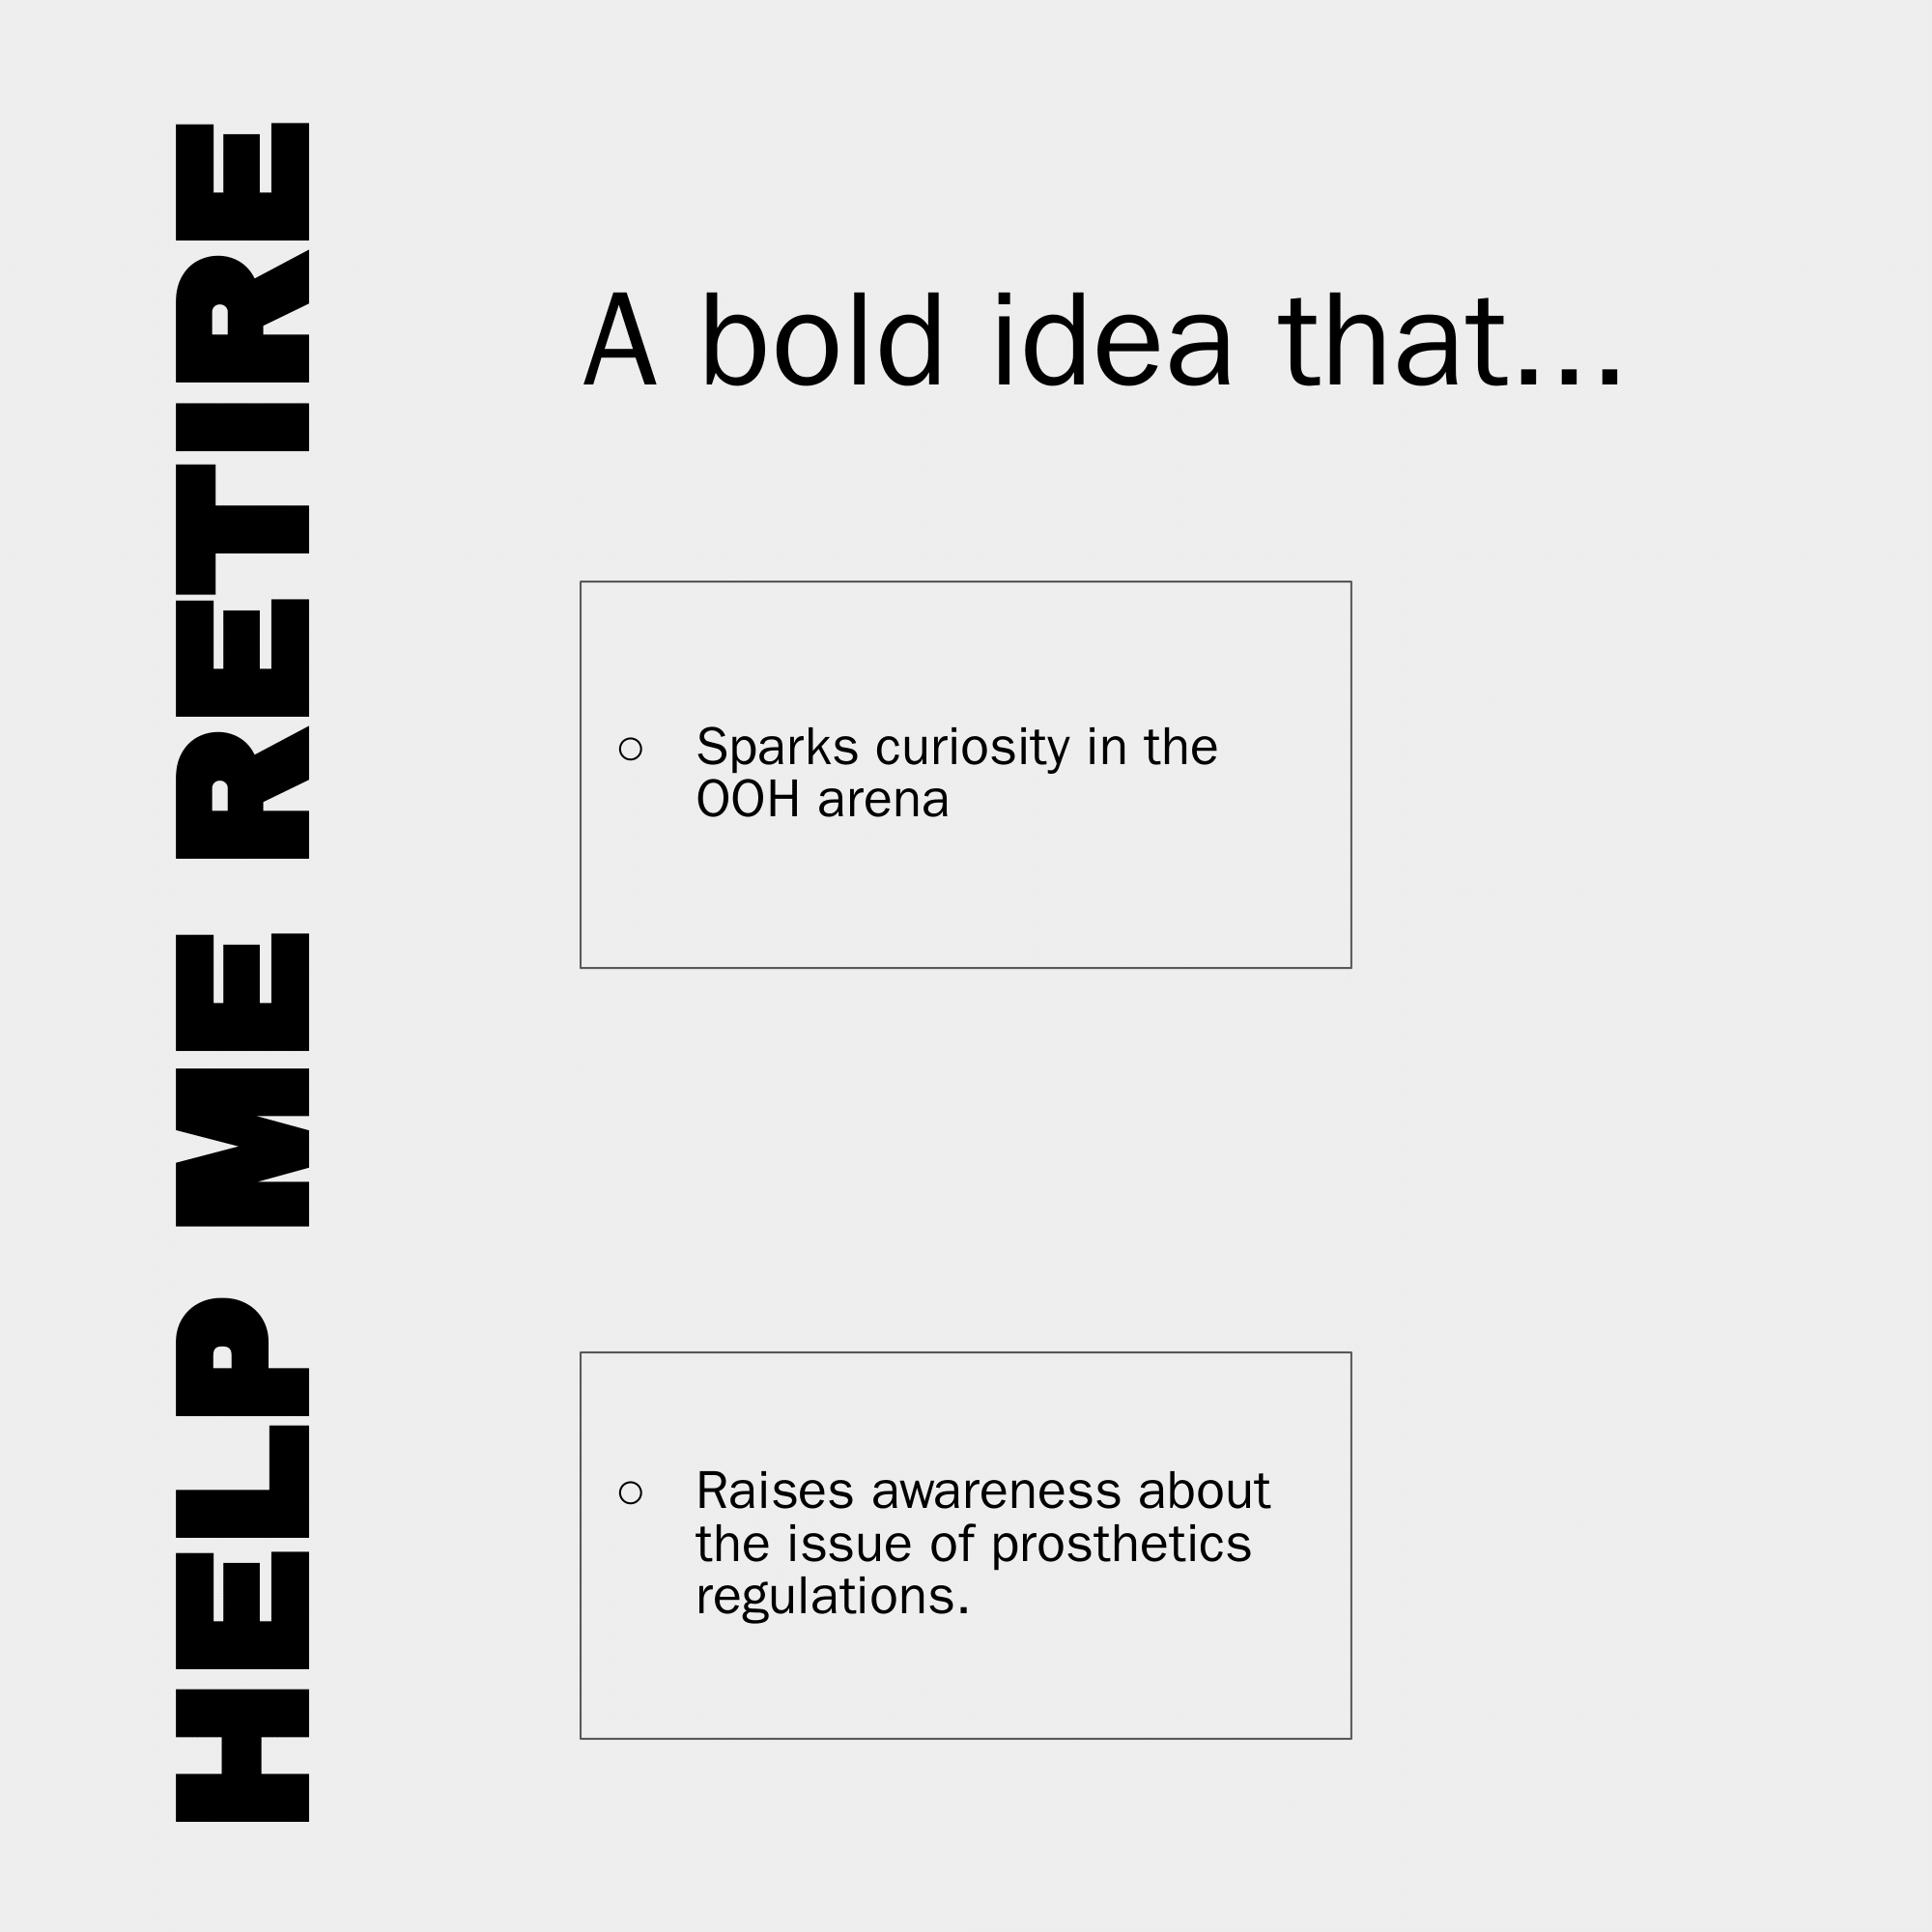 HELP ME RETIRE
A bold idea that...
○ Sparks curiosity in the
OOH arena
○ Raises awareness about
the issue of prosthetics
regulations.